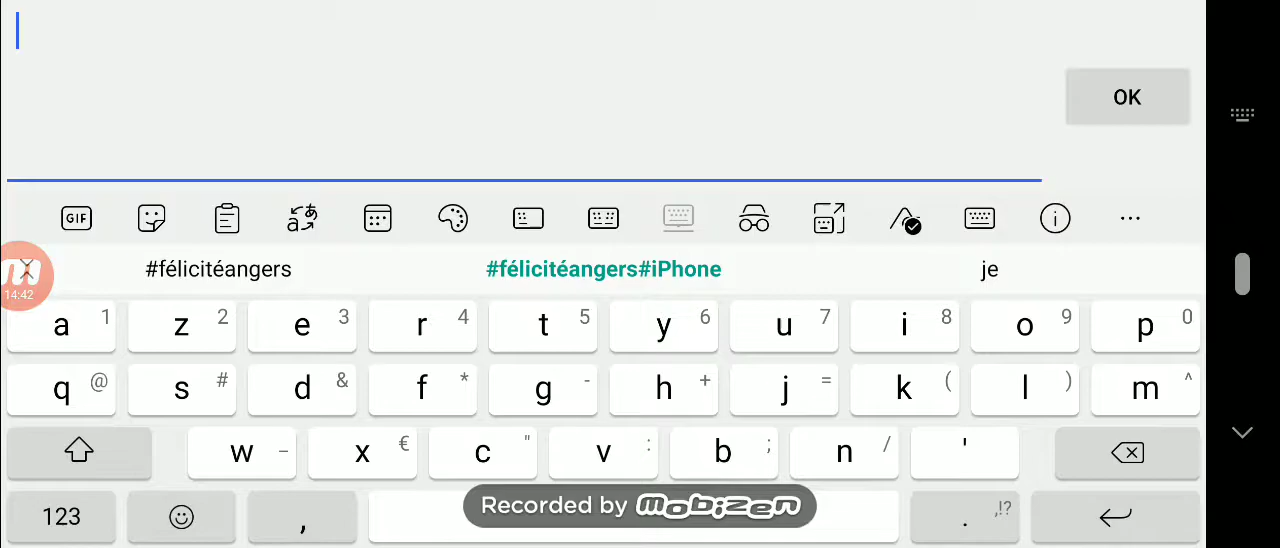 OK
GIF
#félicitéangers #félicitéangers#iPhone je
14:42
a 1 z 2 e 3 r 4 t 5 y 6 u 7 i 8 o 9 p 0
q @ s # d & f * g - h + j = k ( l ) m ^
w _ x € c " v : b ; n / '
123 , . ,!?
Recorded by mobizen